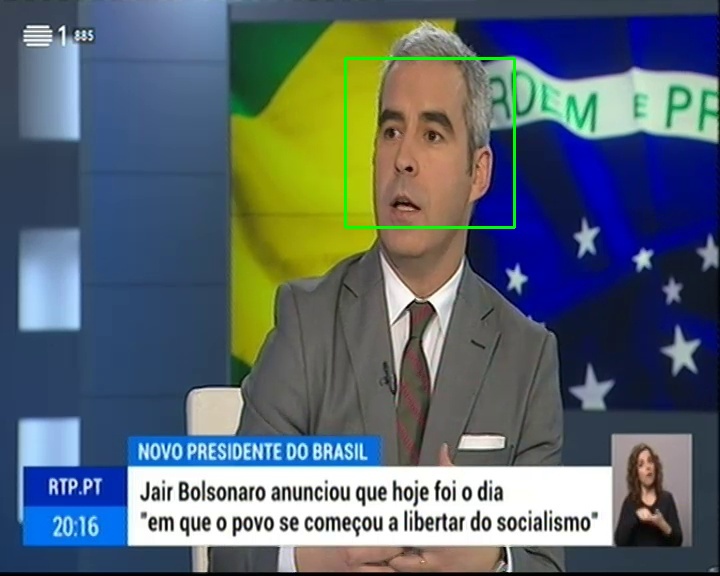 1 885
ORDEM E PR
NOVO PRESIDENTE DO BRASIL
RTP.PT
Jair Bolsonaro anunciou que hoje foi o dia
20:16
"em que o povo se começou a libertar do socialismo"